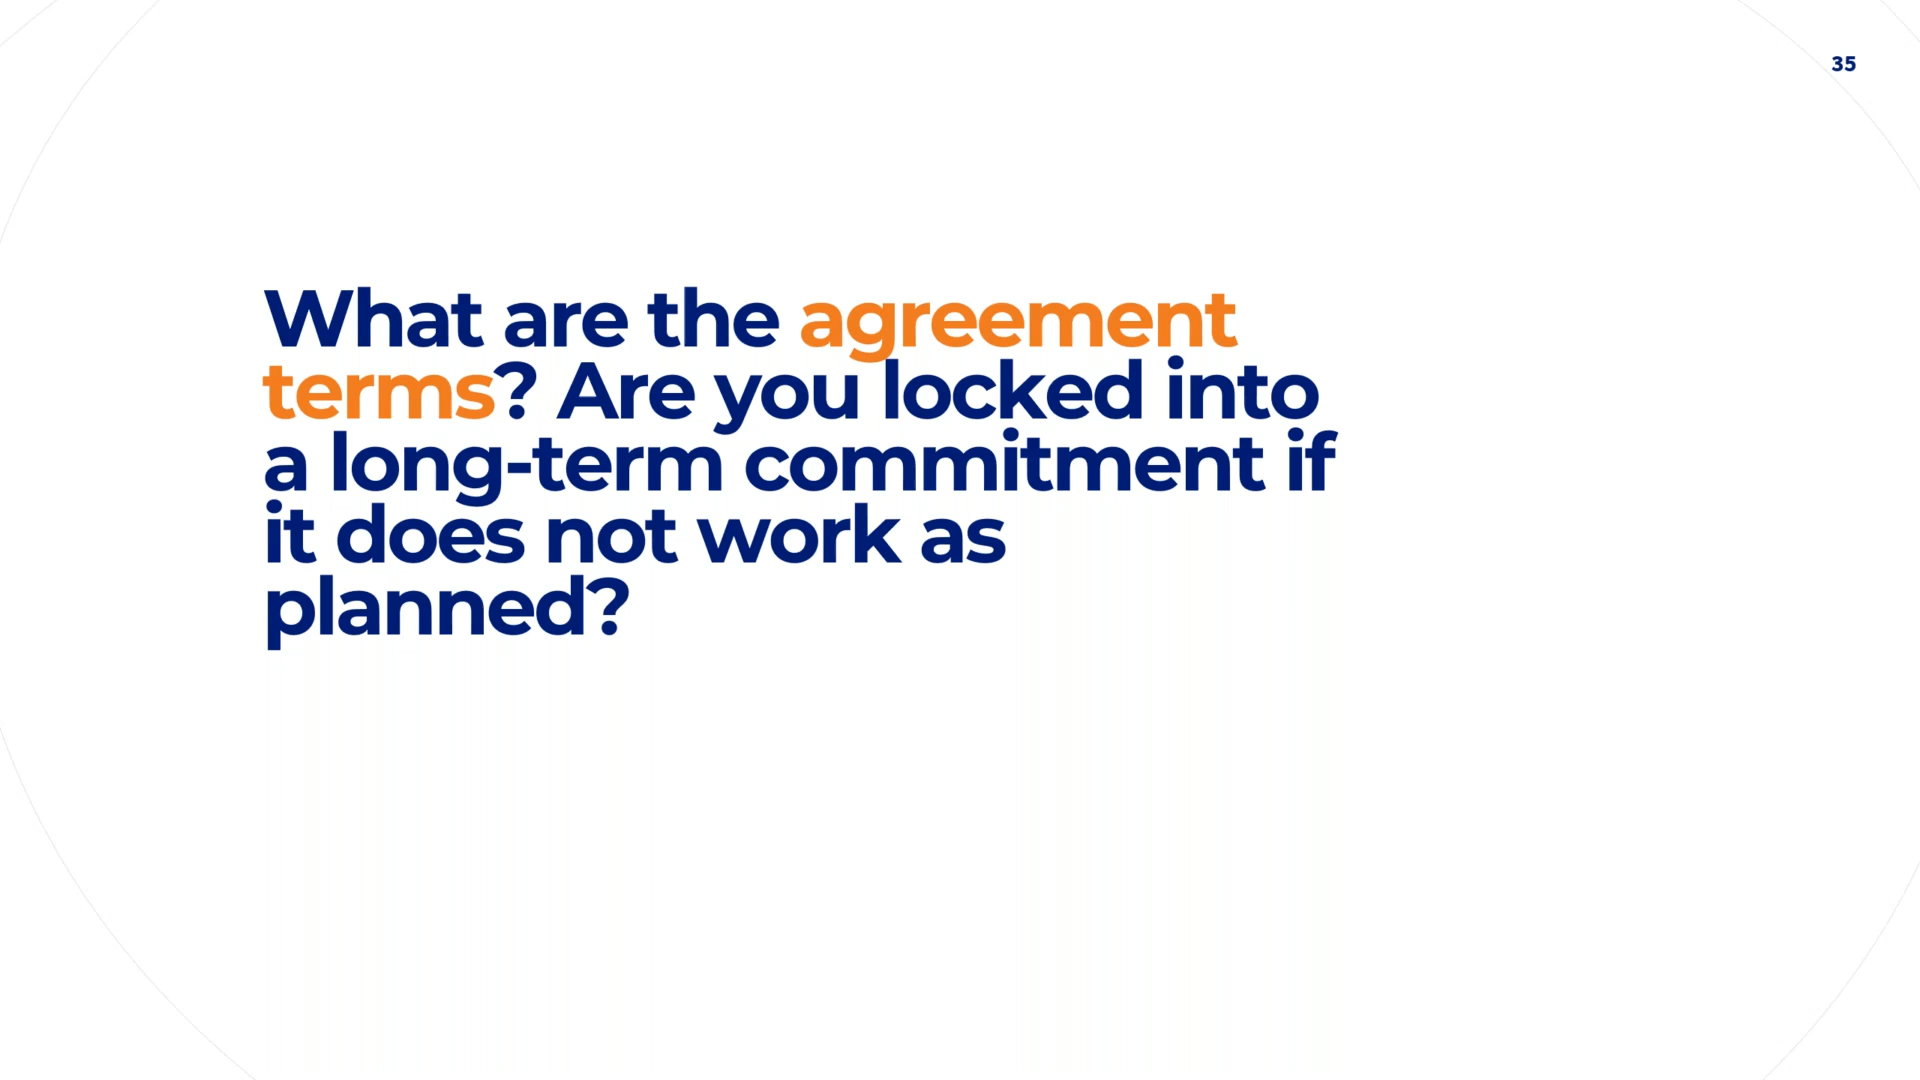 35
What are the agreement
terms? Are you locked into
a long-term commitment if
it does not work as
planned?